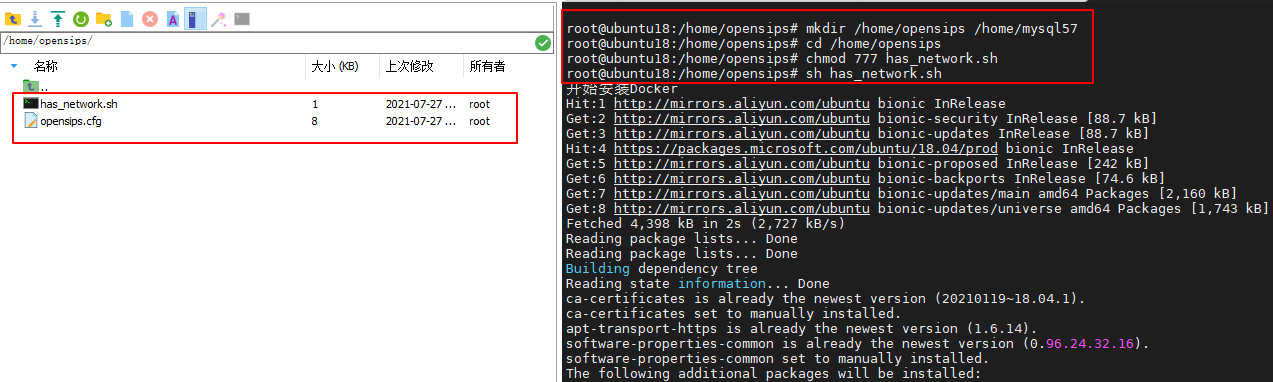 /home/opensips/
名称 大小 (KB) 上次修改 所有者
..
has_network.sh 1 2021-07-27 ... root
opensips.cfg 8 2021-07-27 ... root
root@ubuntu18:/home/opensips# mkdir /home/opensips /home/mysql57
root@ubuntu18:/home/opensips# cd /home/opensips
root@ubuntu18:/home/opensips# chmod 777 has_network.sh
root@ubuntu18:/home/opensips# sh has_network.sh
开始安装Docker
Hit:1 http://mirrors.aliyun.com/ubuntu bionic InRelease
Get:2 http://mirrors.aliyun.com/ubuntu bionic-security InRelease [88.7 kB]
Get:3 http://mirrors.aliyun.com/ubuntu bionic-updates InRelease [88.7 kB]
Hit:4 https://packages.microsoft.com/ubuntu/18.04/prod bionic InRelease
Get:5 http://mirrors.aliyun.com/ubuntu bionic-proposed InRelease [242 kB]
Get:6 http://mirrors.aliyun.com/ubuntu bionic-backports InRelease [74.6 kB]
Get:7 http://mirrors.aliyun.com/ubuntu bionic-updates/main amd64 Packages [2,160 kB]
Get:8 http://mirrors.aliyun.com/ubuntu bionic-updates/universe amd64 Packages [1,743 kB]
Fetched 4,398 kB in 2s (2,727 kB/s)
Reading package lists... Done
Reading package lists... Done
Building dependency tree
Reading state information... Done
ca-certificates is already the newest version (20210119~18.04.1).
ca-certificates set to manually installed.
apt-transport-https is already the newest version (1.6.14).
software-properties-common is already the newest version (0.96.24.32.16).
software-properties-common set to manually installed.
The following additional packages will be installed: